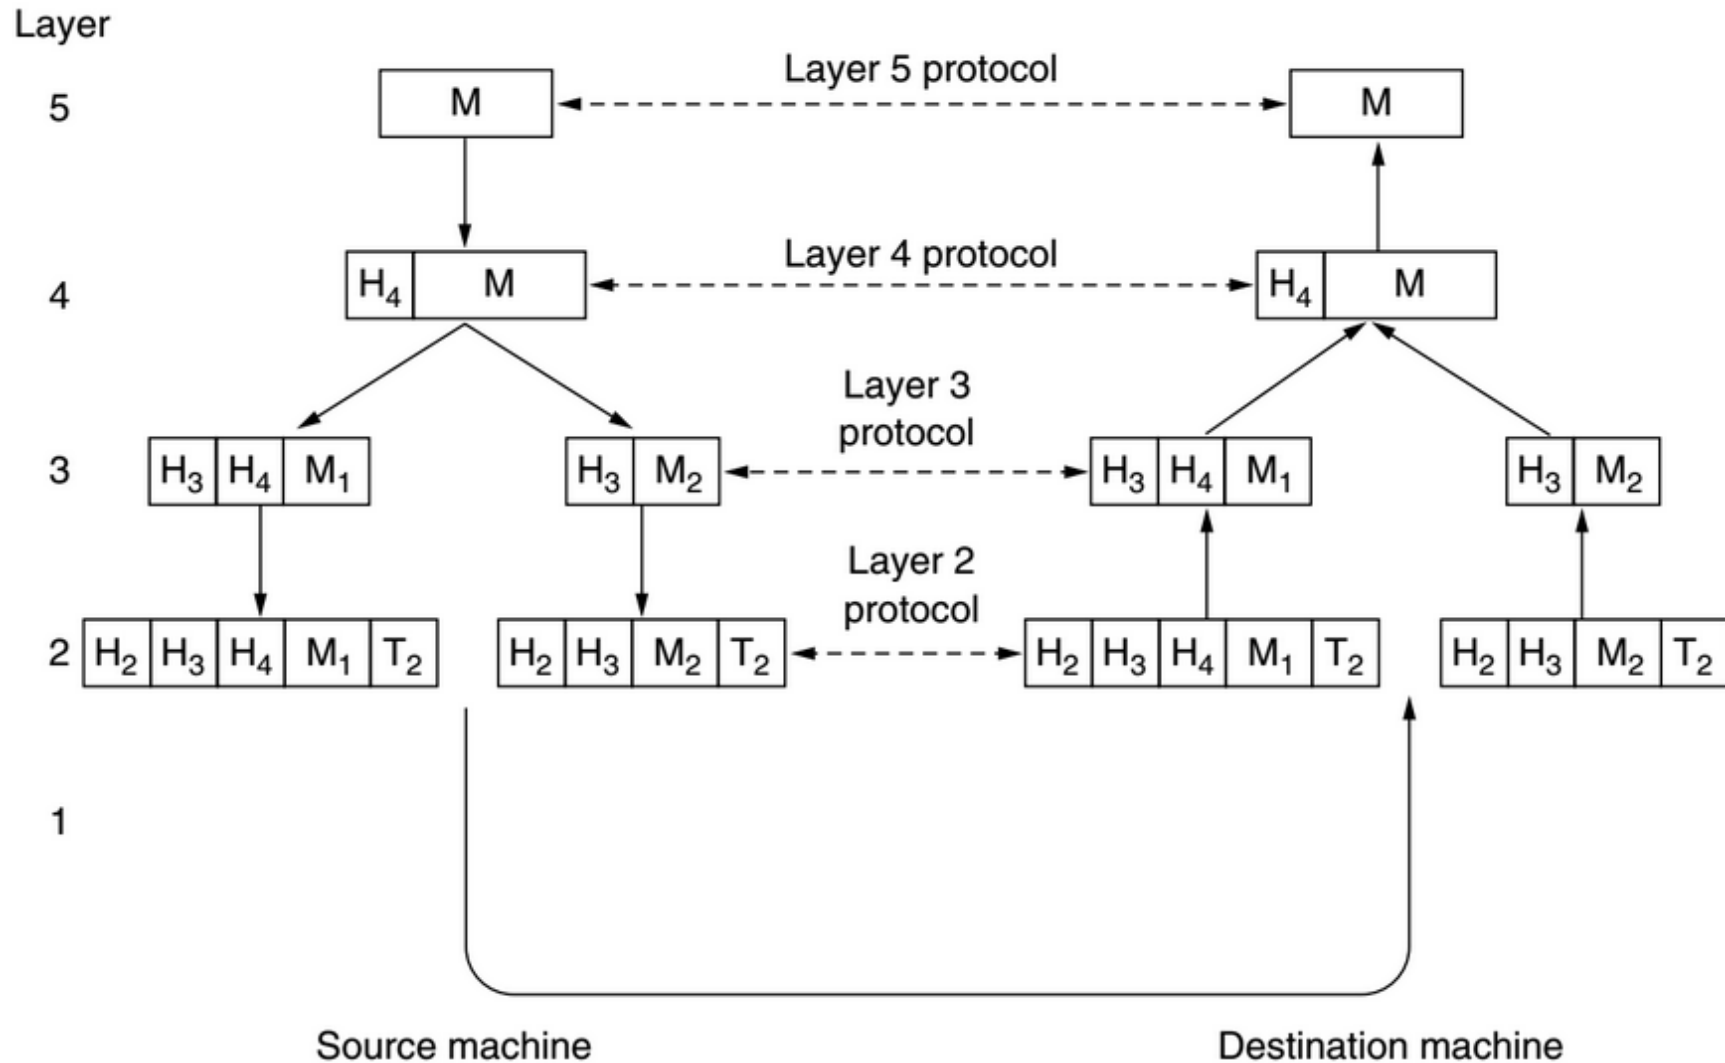 Layer
5 M Layer 5 protocol M
4 H4 M Layer 4 protocol H4 M
Layer 3
protocol
3 H3 H4 M1 H3 M2 H3 H4 M1 H3 M2
Layer 2
protocol
2 H2 H3 H4 M1 T2 H2 H3 M2 T2 H2 H3 H4 M1 T2 H2 H3 M2 T2
1
Source machine Destination machine